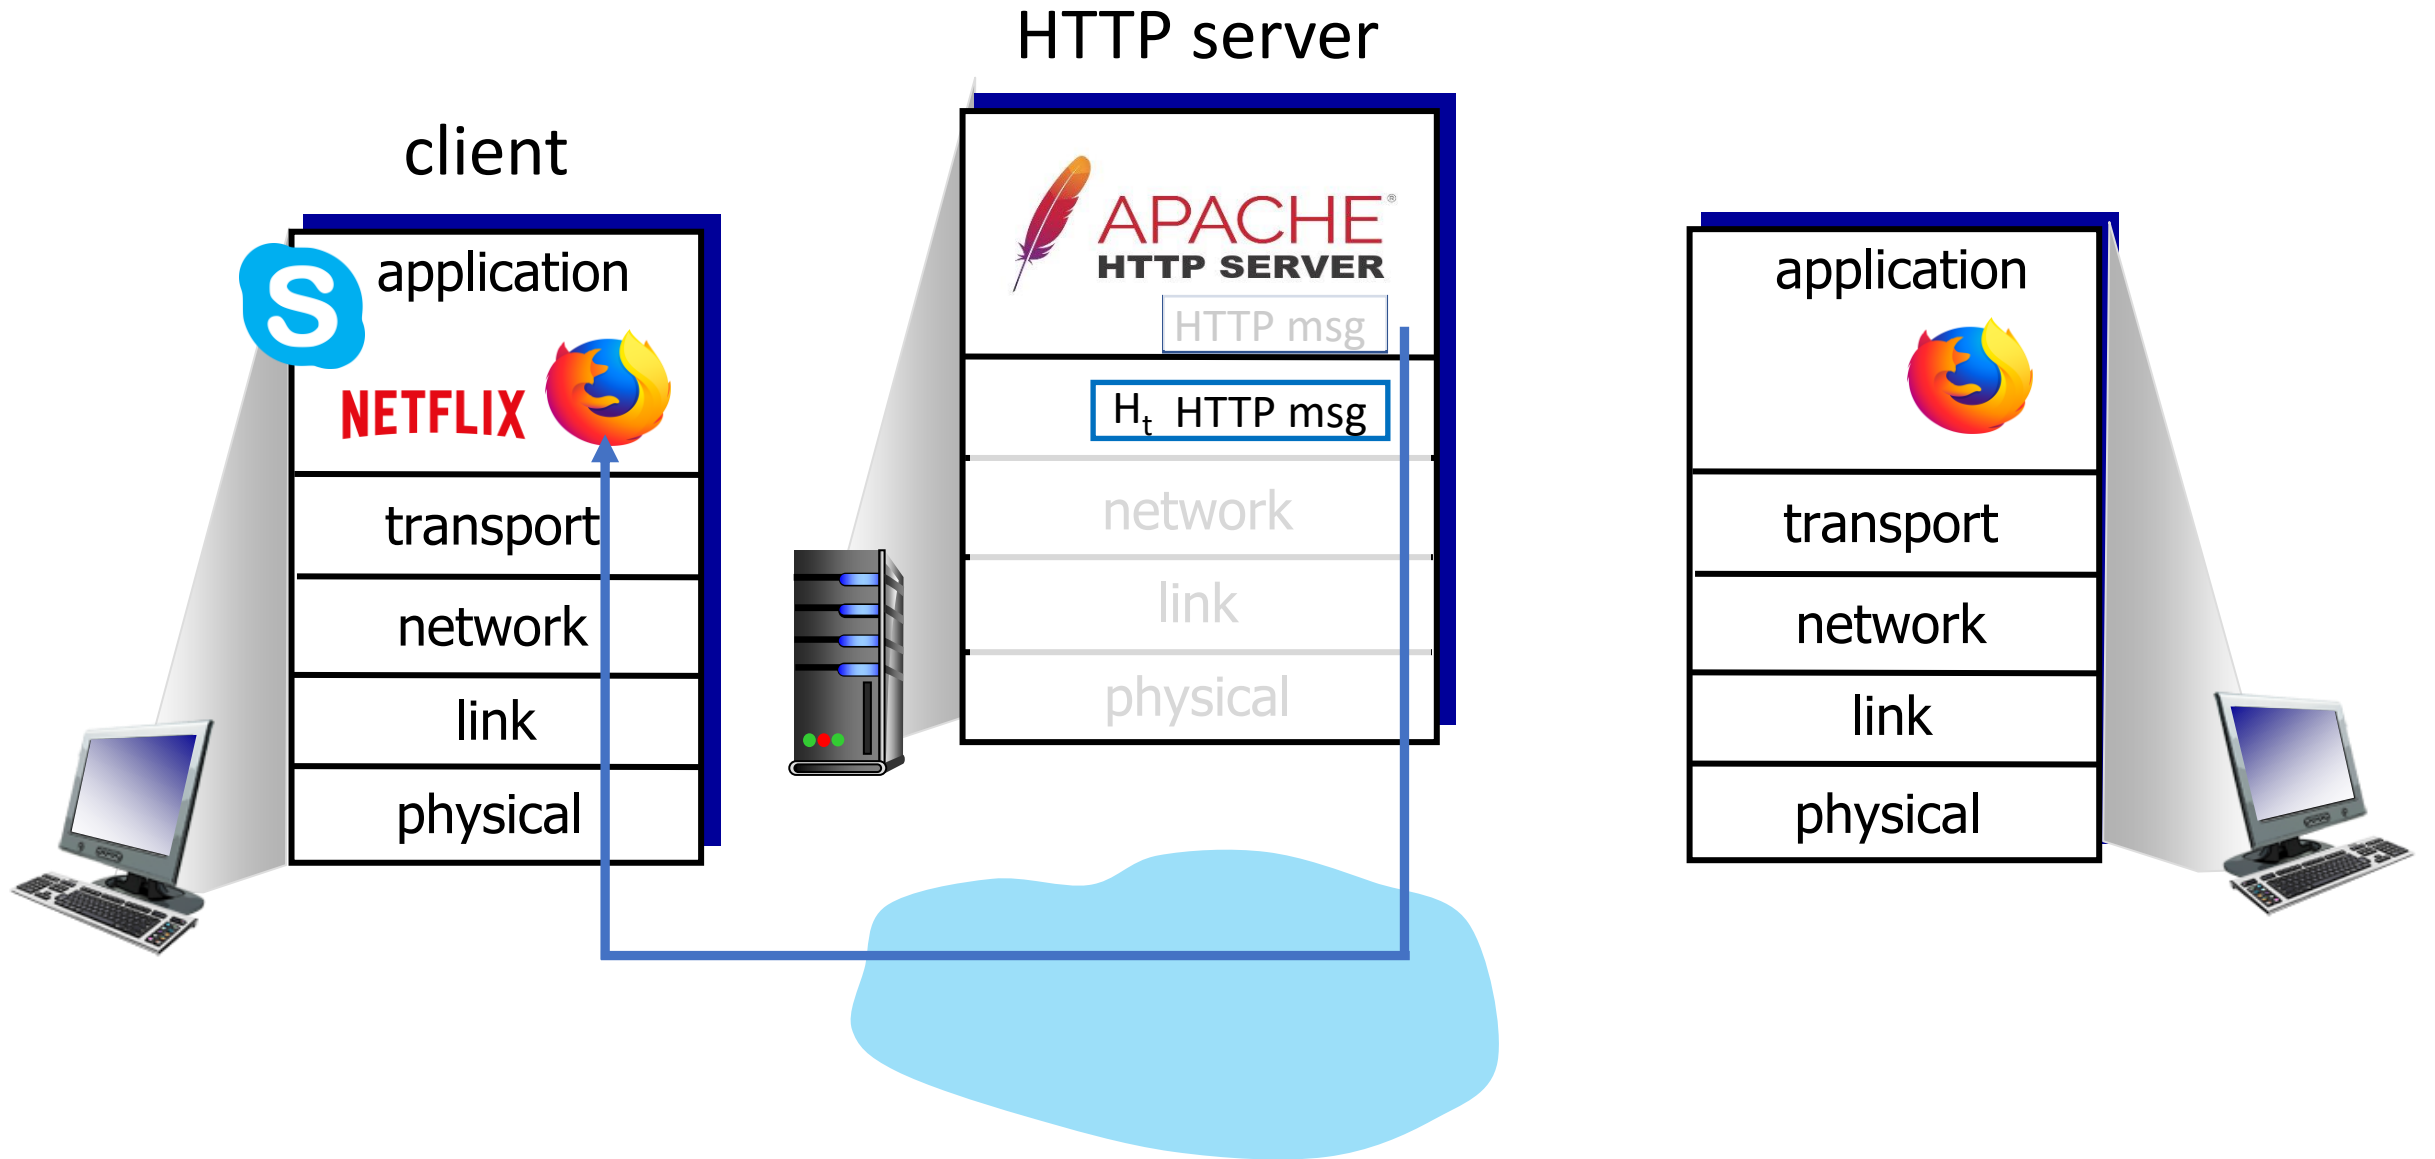 HTTP server
client
application
S
NETFLIX
transport
network
link
physical
APACHE®
HTTP SERVER
HTTP msg
Ht HTTP msg
network
link
physical
application
transport
network
link
physical